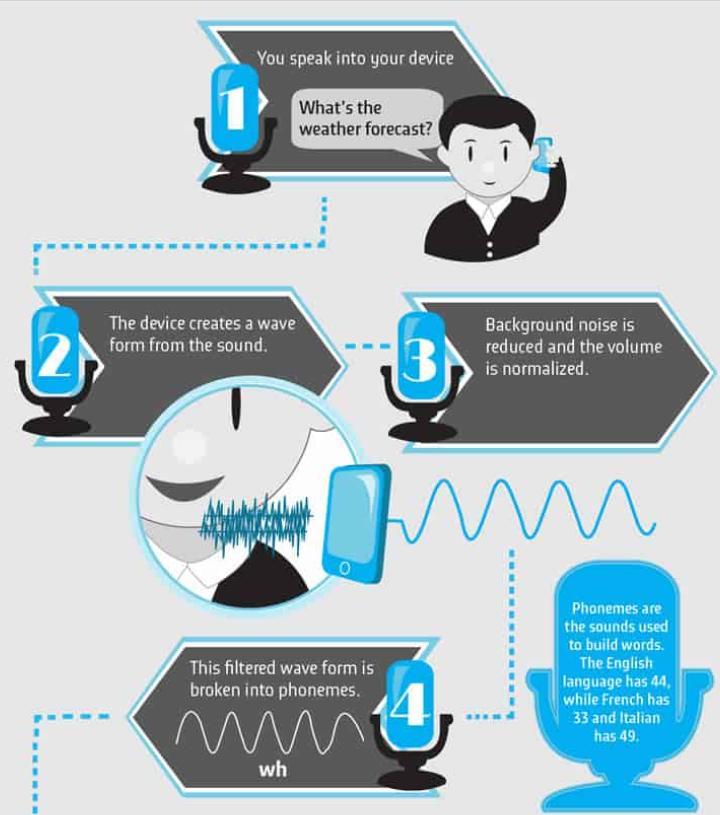 1
You speak into your device
What's the
weather forecast?
2
The device creates a wave
form from the sound.
3
Background noise is
reduced and the volume
is normalized.
4
This filtered wave form is
broken into phonemes.
wh
Phonemes are
the sounds used
to build words.
The English
language has 44,
while French has
33 and Italian
has 49.